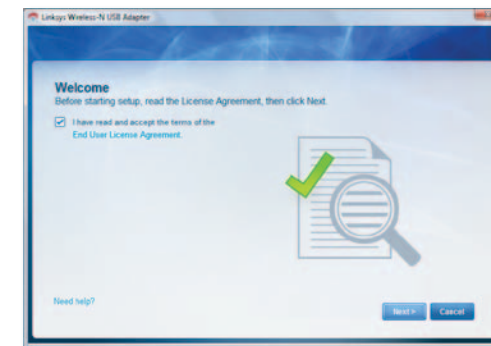 Linksys Wireless-N USB Adapter
Welcome
Before starting setup, read the License Agreement, then click Next.
I have read and accept the terms of the
End User License Agreement.
Need help?
Next >
Cancel